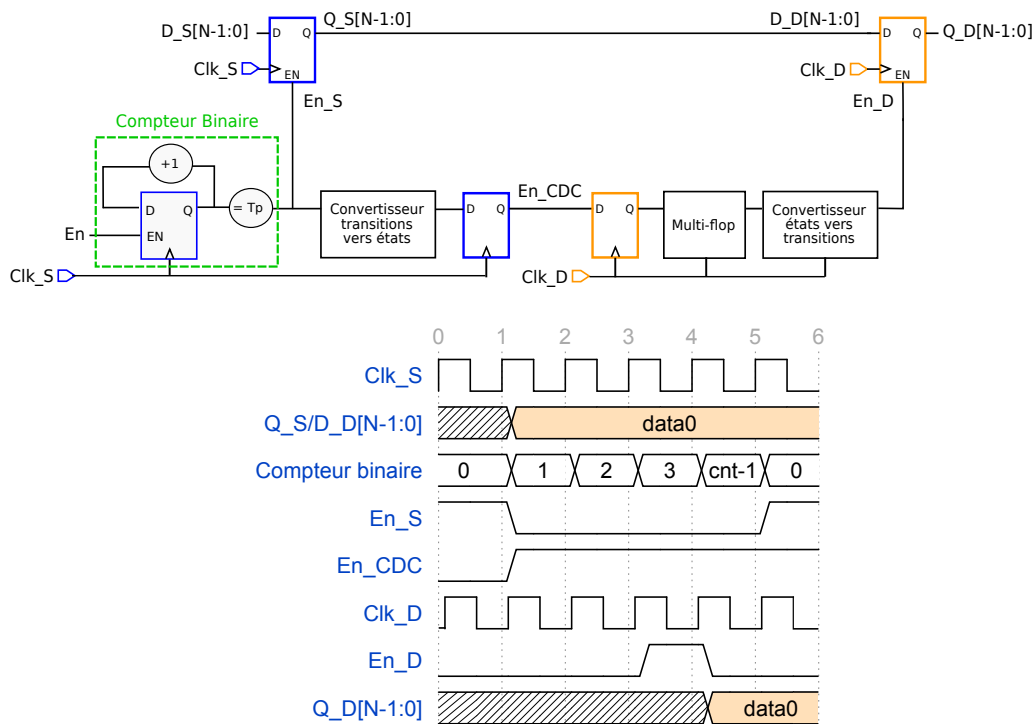 D_S[N-1:0]
D
Q
EN
Q_S[N-1:0]
Clk_S
En_S
D_D[N-1:0]
D
Q
EN
Q_D[N-1:0]
Clk_D
En_D
Compteur Binaire
+1
D
Q
EN
= Tp
En
Clk_S
Convertisseur
transitions
vers états
D
Q
En_CDC
D
Q
Clk_D
Multi-flop
Convertisseur
états vers
transitions
0 1 2 3 4 5 6
Clk_S
Q_S/D_D[N-1:0] data0
Compteur binaire 0 1 2 3 cnt-1 0
En_S
En_CDC
Clk_D
En_D
Q_D[N-1:0] data0